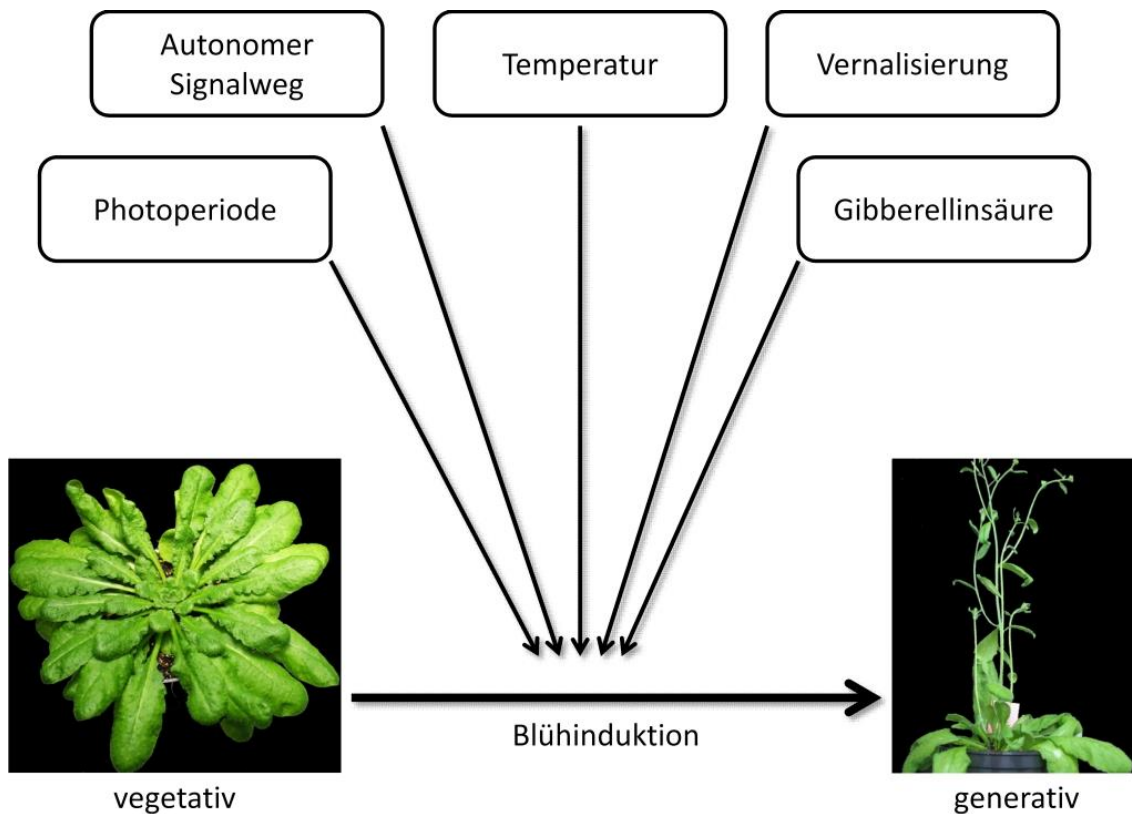 Autonomer
Signalweg
Temperatur
Vernalisierung
Photoperiode
Gibberellinsäure
Blühinduktion
vegetativ
generativ